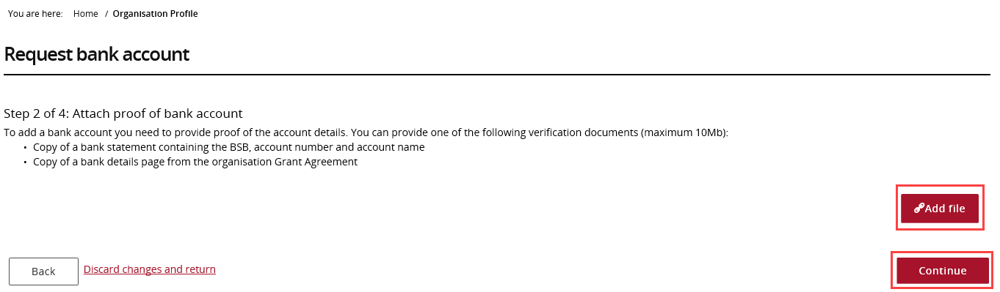 You are here: Home / Organisation Profile
Request bank account
Step 2 of 4: Attach proof of bank account
To add a bank account you need to provide proof of the account details. You can provide one of the following verification documents (maximum 10Mb):
• Copy of a bank statement containing the BSB, account number and account name
• Copy of a bank details page from the organisation Grant Agreement
Add file
Back Discard changes and return Continue